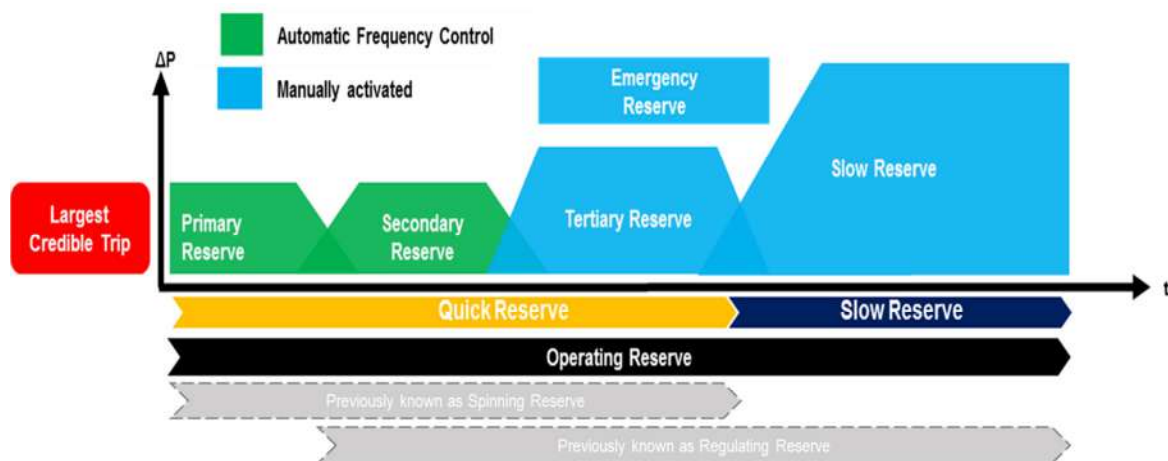 Automatic Frequency Control
ΔP
Manually activated
Emergency
Reserve
Slow Reserve
Largest
Credible Trip
Primary
Reserve
Secondary
Reserve
Tertiary Reserve
t
Quick Reserve
Slow Reserve
Operating Reserve
Previously known as Spinning Reserve
Previously known as Regulating Reserve